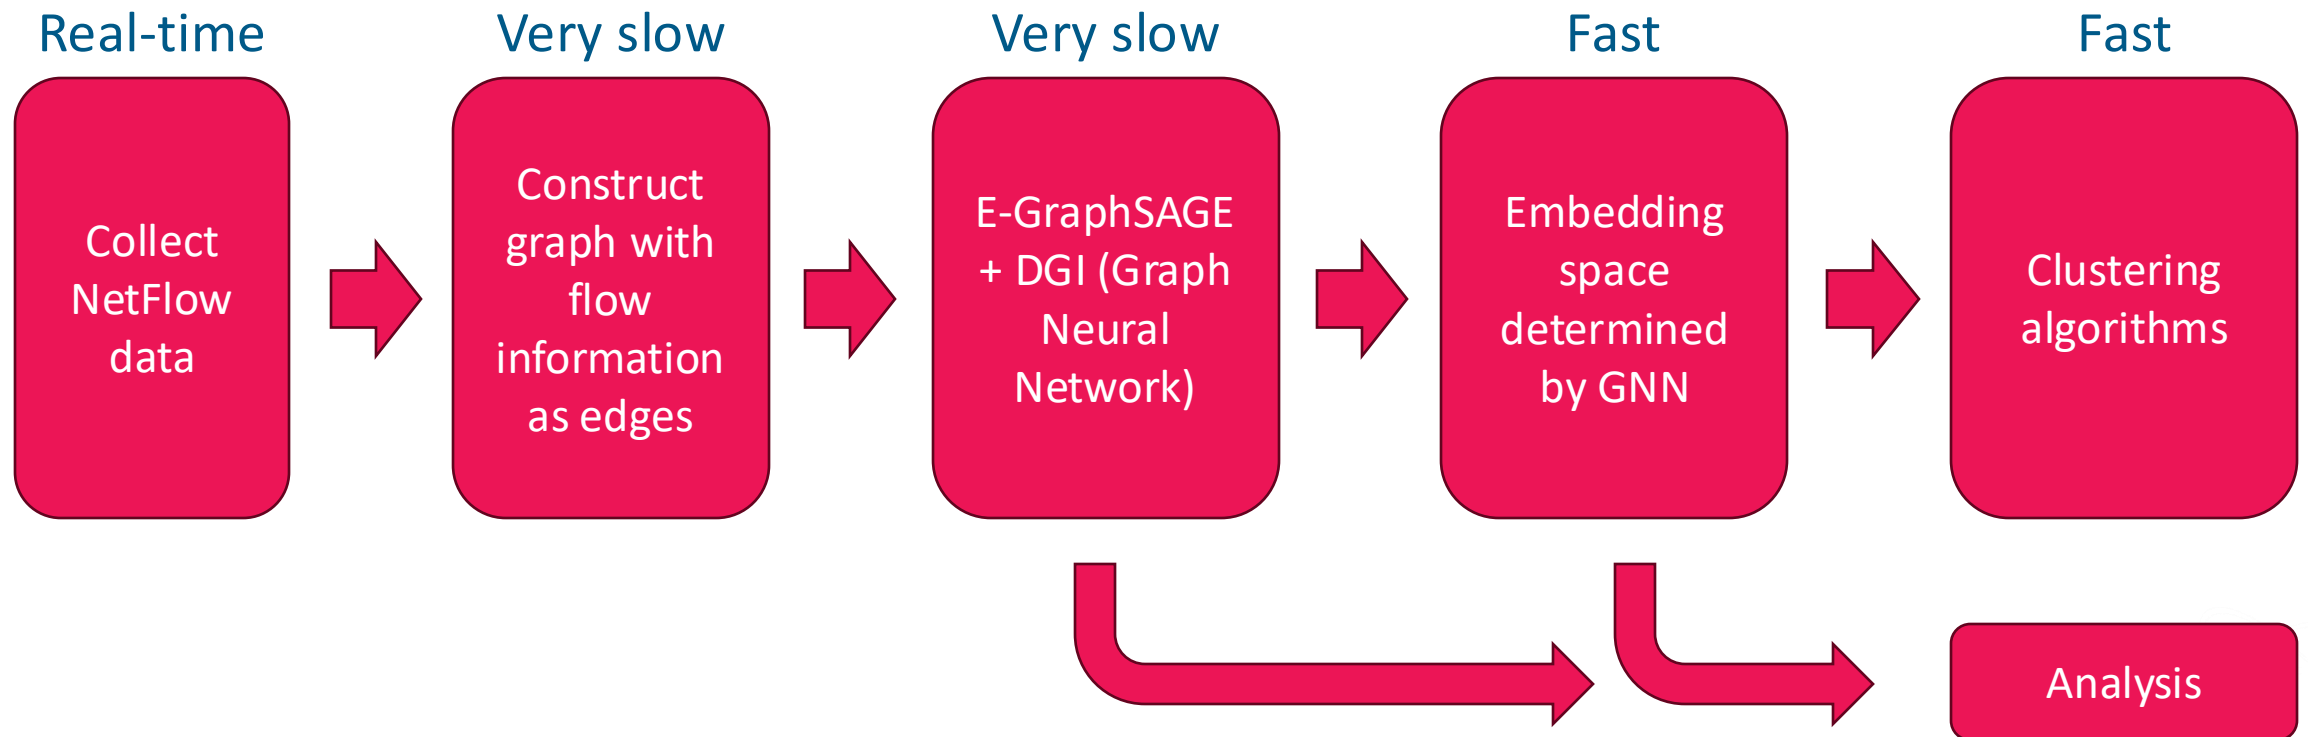 Real-time
Very slow
Very slow
Fast
Fast
Collect
NetFlow
data
Construct
graph with
flow
information
as edges
E-GraphSAGE
+ DGI (Graph
Neural
Network)
Embedding
space
determined
by GNN
Clustering
algorithms
Analysis